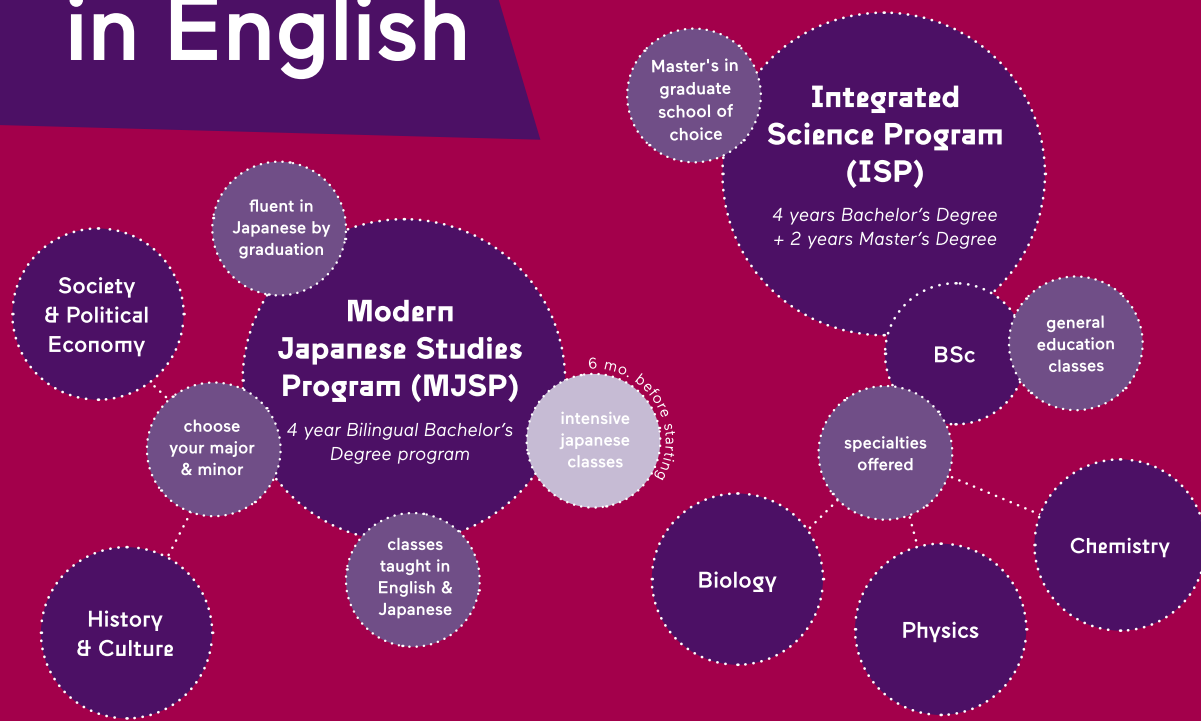 in English
fluent in
Japanese by
graduation
Society
& Political
Economy
Modern
Japanese Studies
Program (MJSP)
4 year Bilingual Bachelor's
Degree program
choose
your major
& minor
6 mo. before starting
intensive
japanese
classes
classes
taught in
English &
Japanese
History
& Culture
Master's in
graduate
school of
choice
Integrated
Science Program
(ISP)
4 years Bachelor's Degree
+ 2 years Master's Degree
BSc
general
education
classes
specialties
offered
Biology
Physics
Chemistry